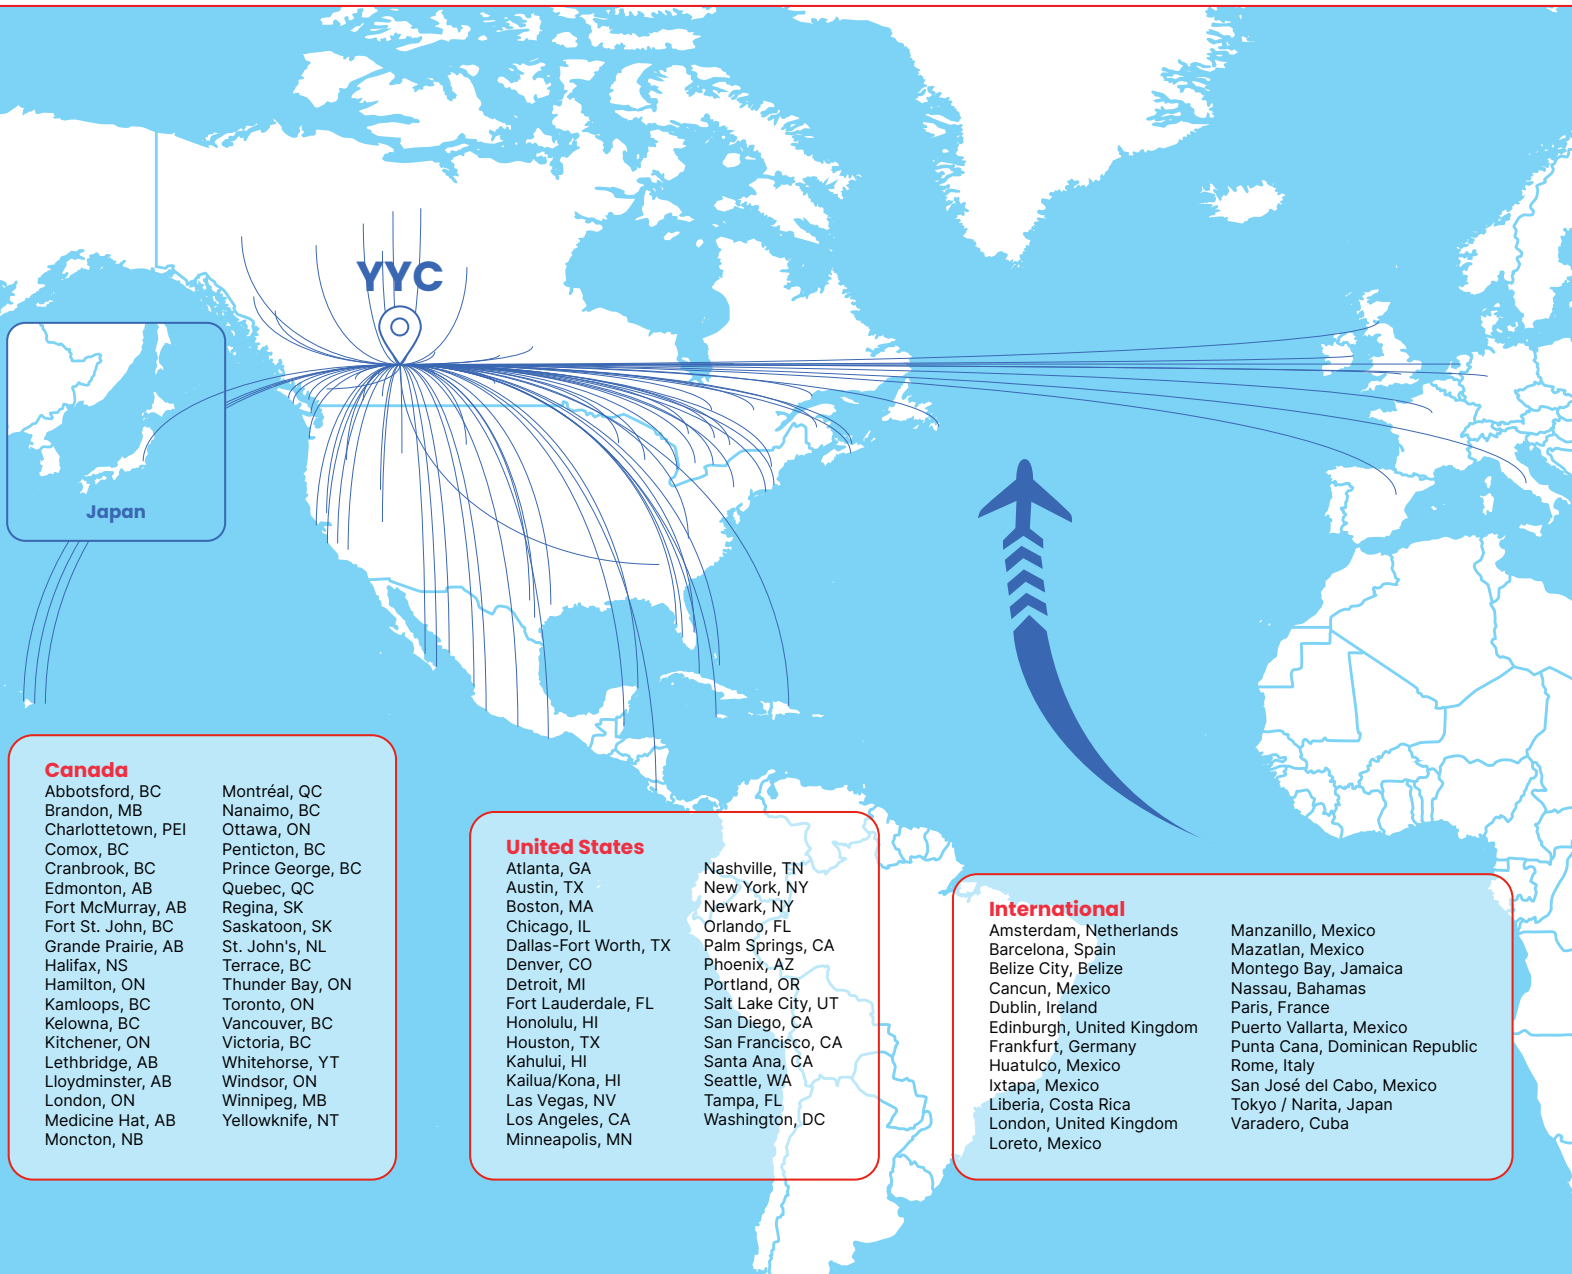 YYC
Japan
Canada
Abbotsford, BC
Brandon, MB
Charlottetown, PEI
Comox, BC
Cranbrook, BC
Edmonton, AB
Fort McMurray, AB
Fort St. John, BC
Grande Prairie, AB
Halifax, NS
Hamilton, ON
Kamloops, BC
Kelowna, BC
Kitchener, ON
Lethbridge, AB
Lloydminster, AB
London, ON
Medicine Hat, AB
Moncton, NB
Montréal, QC
Nanaimo, BC
Ottawa, ON
Penticton, BC
Prince George, BC
Quebec, QC
Regina, SK
Saskatoon, SK
St. John's, NL
Terrace, BC
Thunder Bay, ON
Toronto, ON
Vancouver, BC
Victoria, BC
Whitehorse, YT
Windsor, ON
Winnipeg, MB
Yellowknife, NT
United States
Atlanta, GA
Austin, TX
Boston, MA
Chicago, IL
Dallas-Fort Worth, TX
Denver, CO
Detroit, MI
Fort Lauderdale, FL
Honolulu, HI
Houston, TX
Kahului, HI
Kailua/Kona, HI
Las Vegas, NV
Los Angeles, CA
Minneapolis, MN
Nashville, TN
New York, NY
Newark, NY
Orlando, FL
Palm Springs, CA
Phoenix, AZ
Portland, OR
Salt Lake City, UT
San Diego, CA
San Francisco, CA
Santa Ana, CA
Seattle, WA
Tampa, FL
Washington, DC
International
Amsterdam, Netherlands
Barcelona, Spain
Belize City, Belize
Cancun, Mexico
Dublin, Ireland
Edinburgh, United Kingdom
Frankfurt, Germany
Huatulco, Mexico
Ixtapa, Mexico
Liberia, Costa Rica
London, United Kingdom
Loreto, Mexico
Manzanillo, Mexico
Mazatlan, Mexico
Montego Bay, Jamaica
Nassau, Bahamas
Paris, France
Puerto Vallarta, Mexico
Punta Cana, Dominican Republic
Rome, Italy
San José del Cabo, Mexico
Tokyo / Narita, Japan
Varadero, Cuba